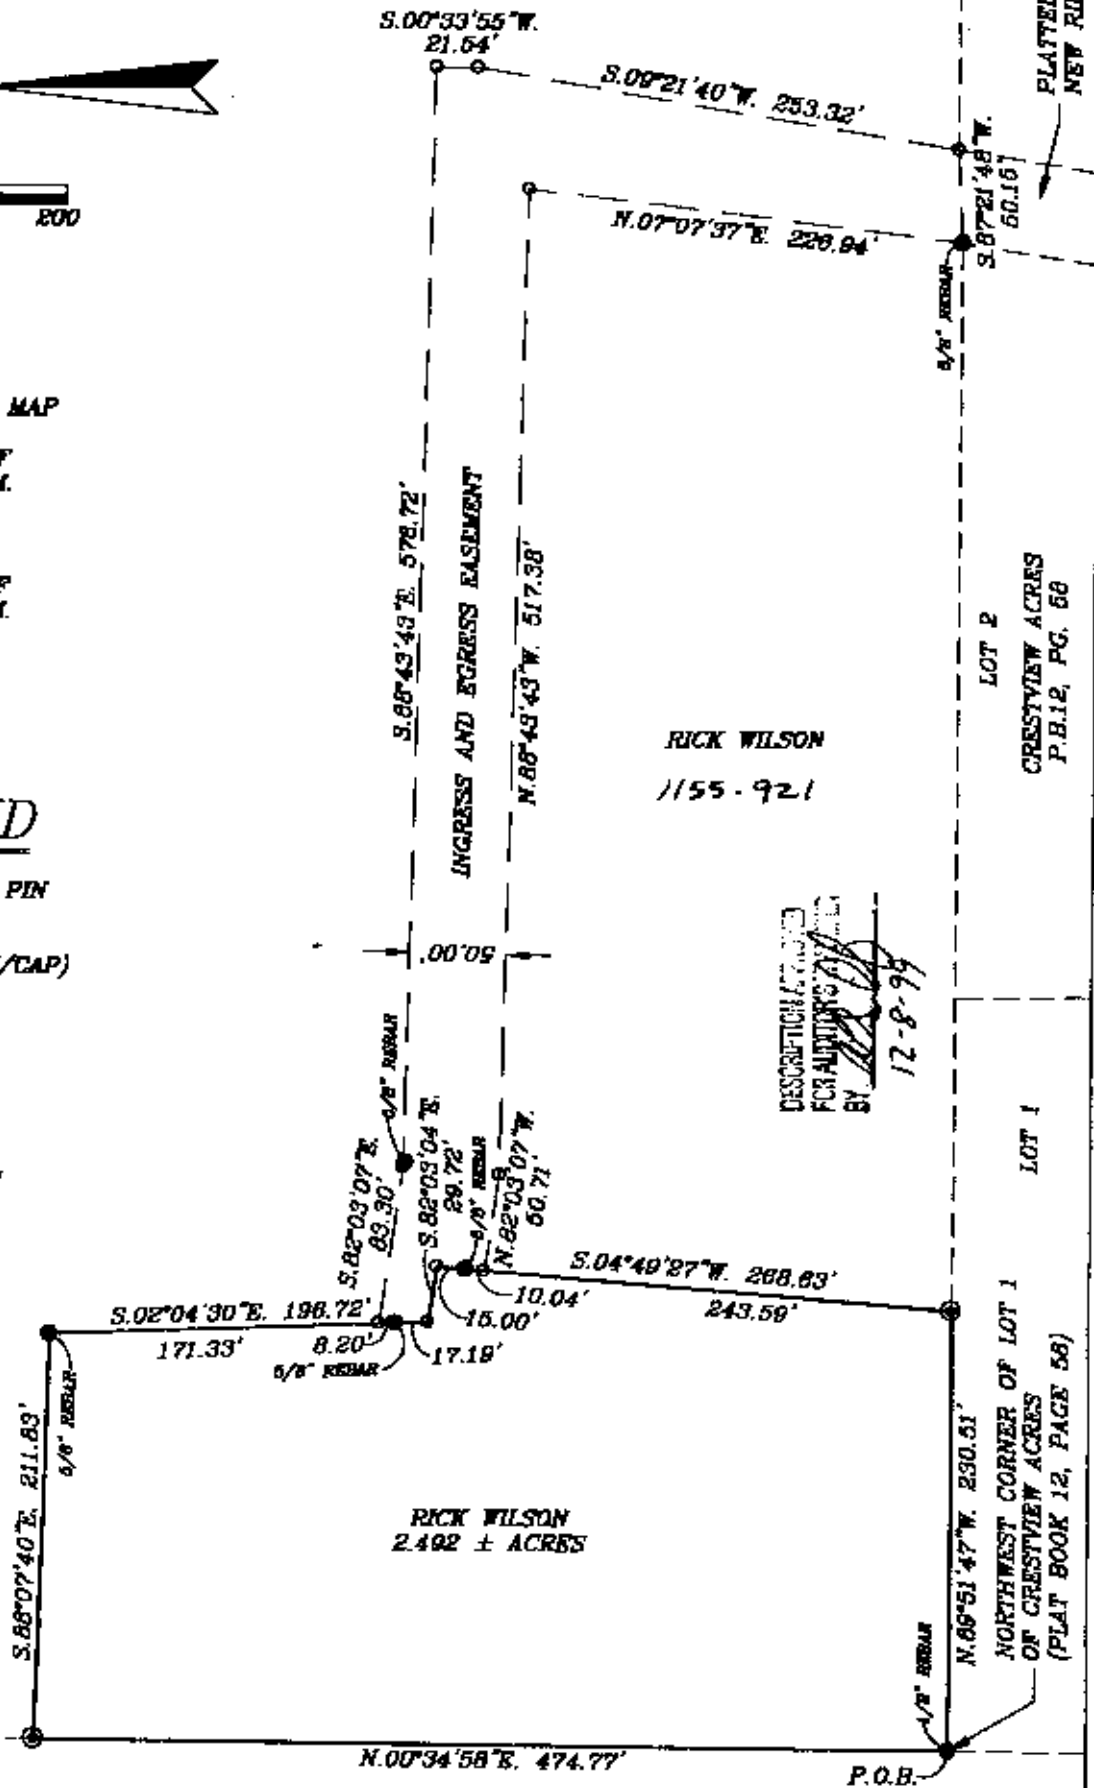 S.00°33'55"W.
21.54'
S.09°21'40"W. 253.32'
PLATTED
200
N.07°07'37"E. 226.94'
S.87°21'48"W.
50.15'
5/8" REBAR
MAP
S.88°43'43"E. 578.72'
INGRESS AND EGRESS EASEMENT
N.88°43'43"W. 517.38'
50.00'
RICK WILSON
1155-921
LOT 2
CRESTVIEW ACRES
P.B.12, PG. 58
D
PIN
/CAP)
DESCRIPTION
FOR
BY
12-8-99
LOT 1
5/8" REBAR
S.82°03'07"E.
83.30'
S.82°03'04"E.
29.72'
5/8" REBAR
N.82°03'07"W.
50.71'
S.02°04'30"E. 196.72'
171.33'
8.20'
5/8" REBAR
17.19'
15.00'
10.04'
S.04°49'27"W. 268.63'
243.59'
5/8" REBAR
S.88°07'40"E. 211.83'
RICK WILSON
2.492 ± ACRES
N.89°51'47"W. 230.51'
NORTHWEST CORNER OF LOT 1
OF CRESTVIEW ACRES
(PLAT BOOK 12, PAGE 58)
REBAR
N.00°34'58"E. 474.77'
P.O.B.